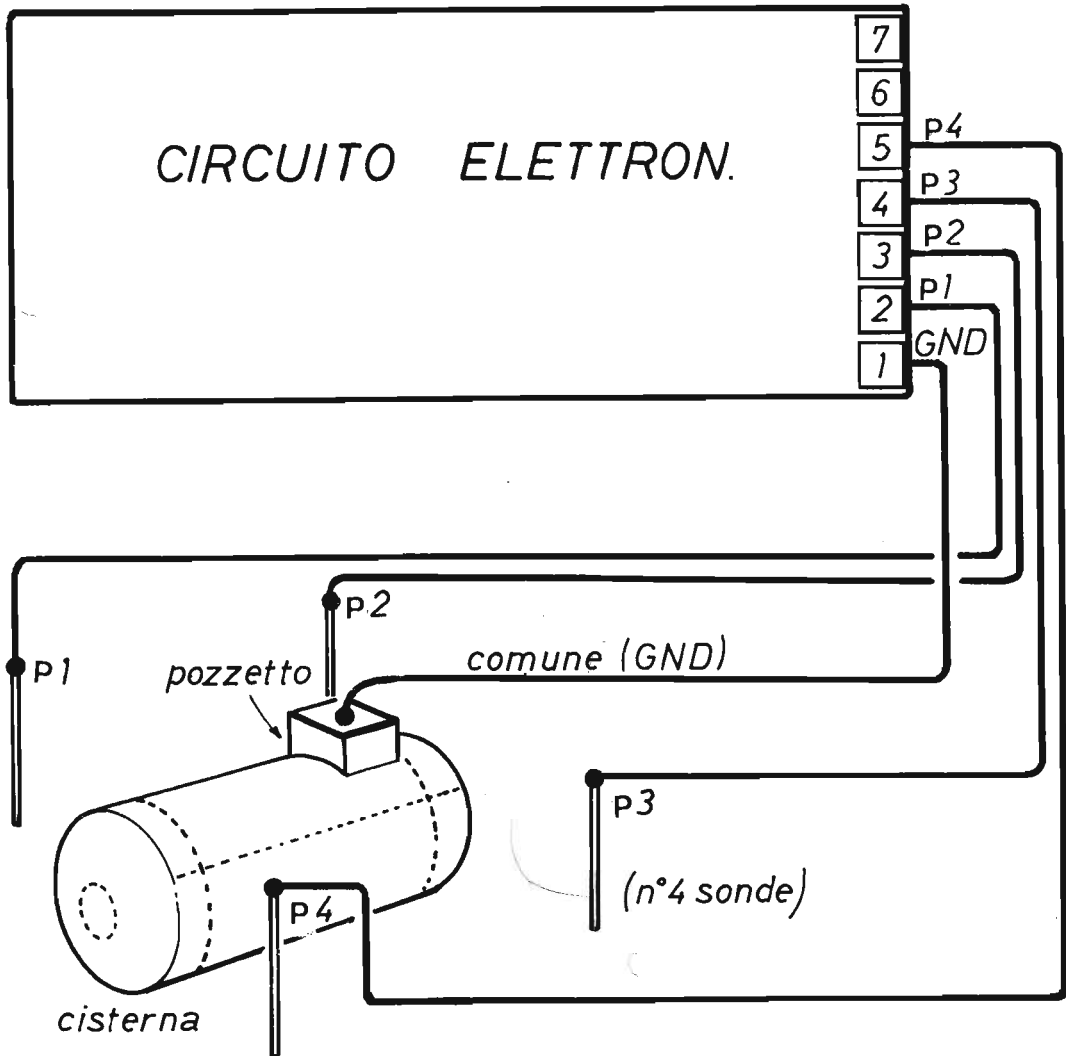 7
6
CIRCUITO ELETTRON.
5 P4
4 P3
3 P2
2 P1
1 GND
P2
P1
pozzetto
comune (GND)
P3
(n°4 sonde)
P4
cisterna